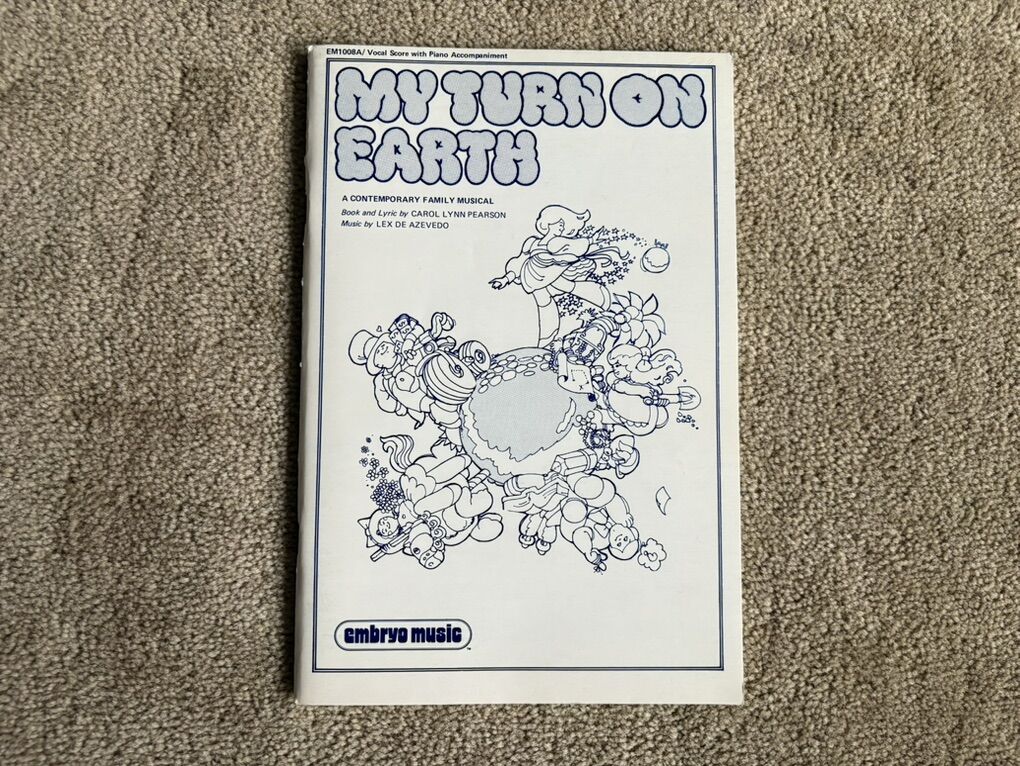 EM1008A/ Vocal Score with Piano Accompaniment
MY TURN ON
EARTH
A CONTEMPORARY FAMILY MUSICAL
Book and Lyric by CAROL LYNN PEARSON
Music by LEX DE AZEVEDO
embryo music™